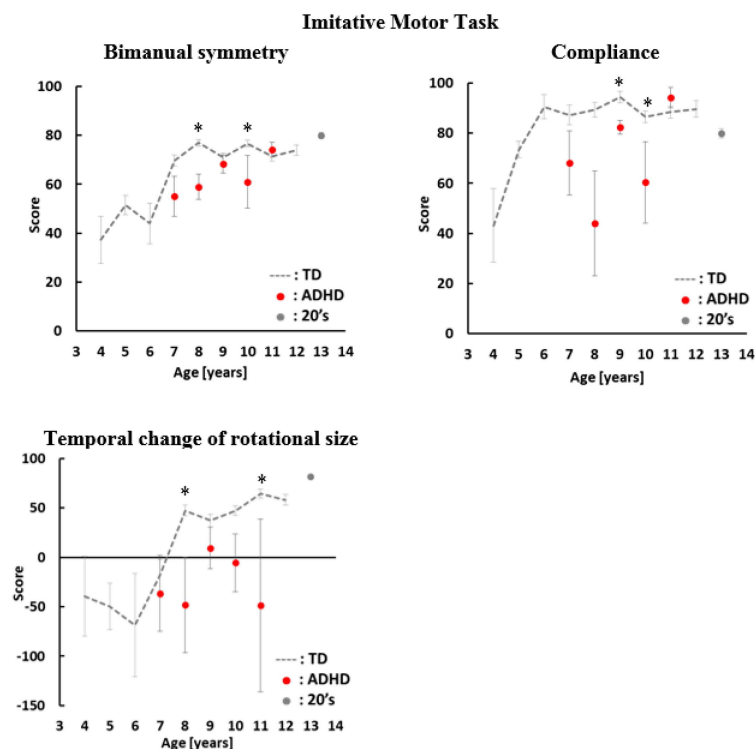 Imitative Motor Task
Bimanual symmetry
100
80
60
40
20
0
Score
* *
: TD
: ADHD
: 20's
3 4 5 6 7 8 9 10 11 12 13 14
Age [years]
Compliance
100
80
60
40
20
0
Score
* *
: TD
: ADHD
: 20's
3 4 5 6 7 8 9 10 11 12 13 14
Age [years]
Temporal change of rotational size
100
50
0
-50
-100
-150
Score
* *
: TD
: ADHD
: 20's
3 4 5 6 7 8 9 10 11 12 13 14
Age [years]